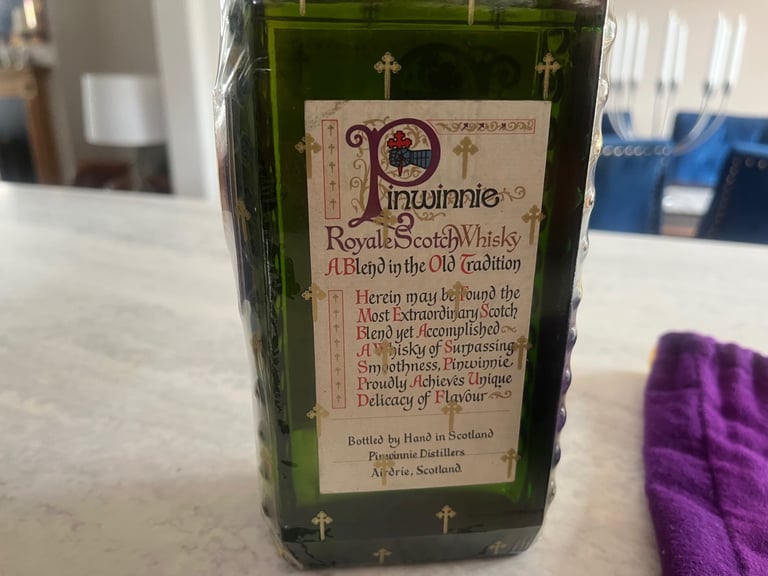 Pinwinnie
Royale Scotch Whisky
A Blend in the Old Tradition
Herein may be found the
Most Extraordinary Scotch
Blend yet Accomplished
A Whisky of Surpassing
Smoothness, Pinwinnie
Proudly Achieves Unique
Delicacy of Flavour
Bottled by Hand in Scotland
Pinwinnie Distillers
Airdrie, Scotland.